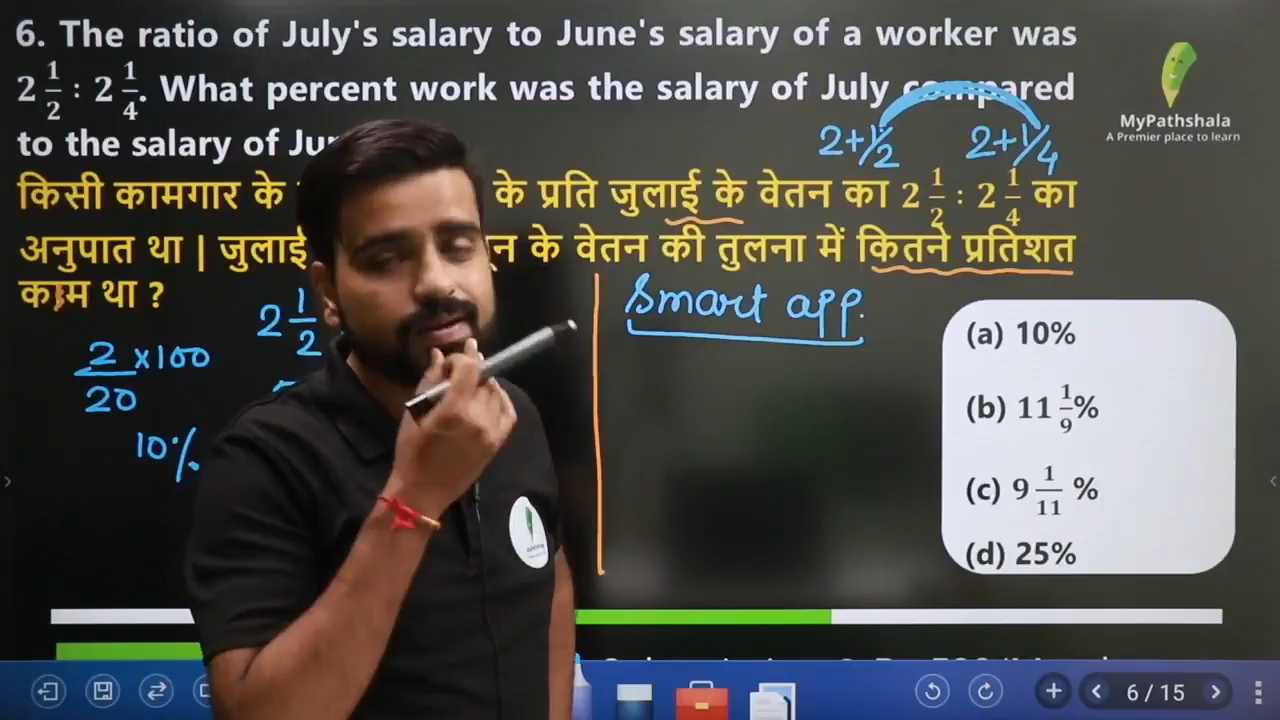 6. The ratio of July's salary to June's salary of a worker was
2 1/2 : 2 1/4. What percent work was the salary of July compared
to the salary of
2+1/2 2+1/4
किसी कामगार के के प्रति जुलाई के वेतन का 2 1/2 : 2 1/4 का
अनुपात था | जुलाई के वेतन की तुलना में कितने प्रतिशत
काम था ?
2 1/2
2/20 ×100
10%
Smart app.
(a) 10%
(b) 11 1/9%
(c) 9 1/11 %
(d) 25%
MyPathshala
A Premier place to learn
6 / 15